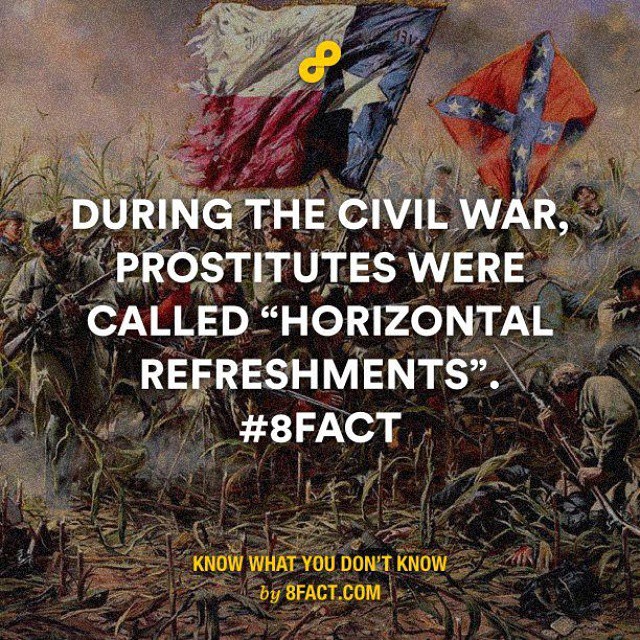 DURING THE CIVIL WAR,
PROSTITUTES WERE
CALLED “HORIZONTAL
REFRESHMENTS”.
#8FACT
KNOW WHAT YOU DON’T KNOW
by 8FACT.COM